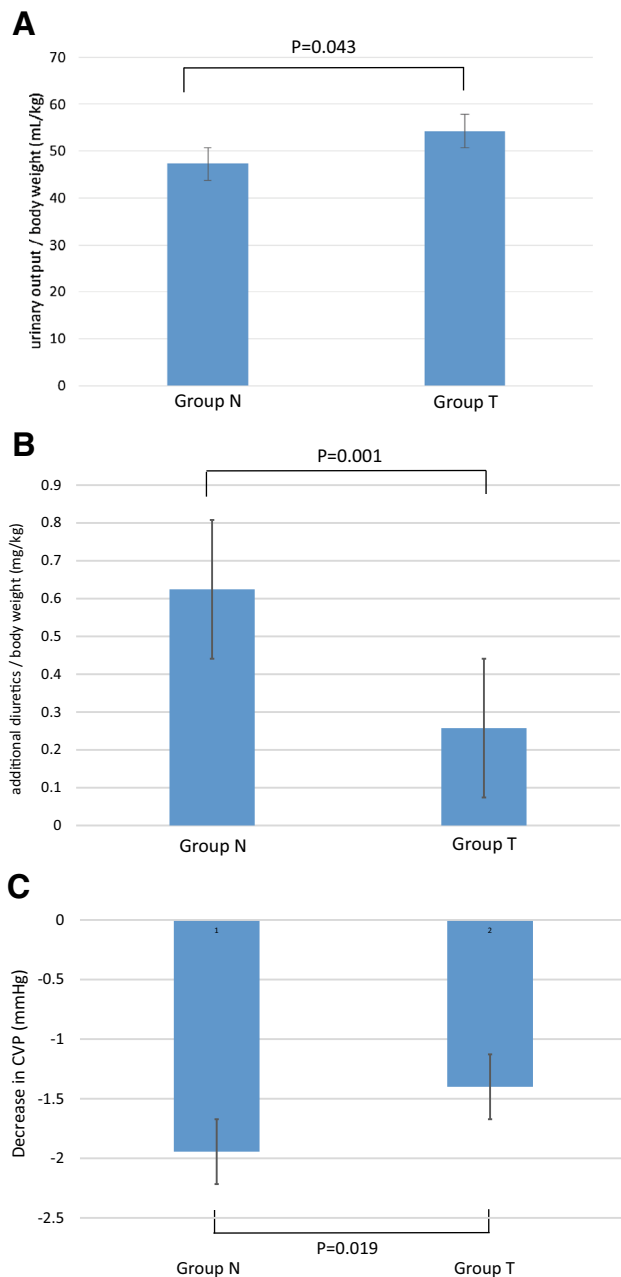 A
P=0.043
urinary output / body weight (mL/kg)
70
60
50
40
30
20
10
0
Group N Group T
B
P=0.001
additional diuretics / body weight (mg/kg)
0.9
0.8
0.7
0.6
0.5
0.4
0.3
0.2
0.1
0
Group N Group T
C
Decrease in CVP (mmHg)
0
-0.5
-1
-1.5
-2
-2.5
1 2
P=0.019
Group N Group T